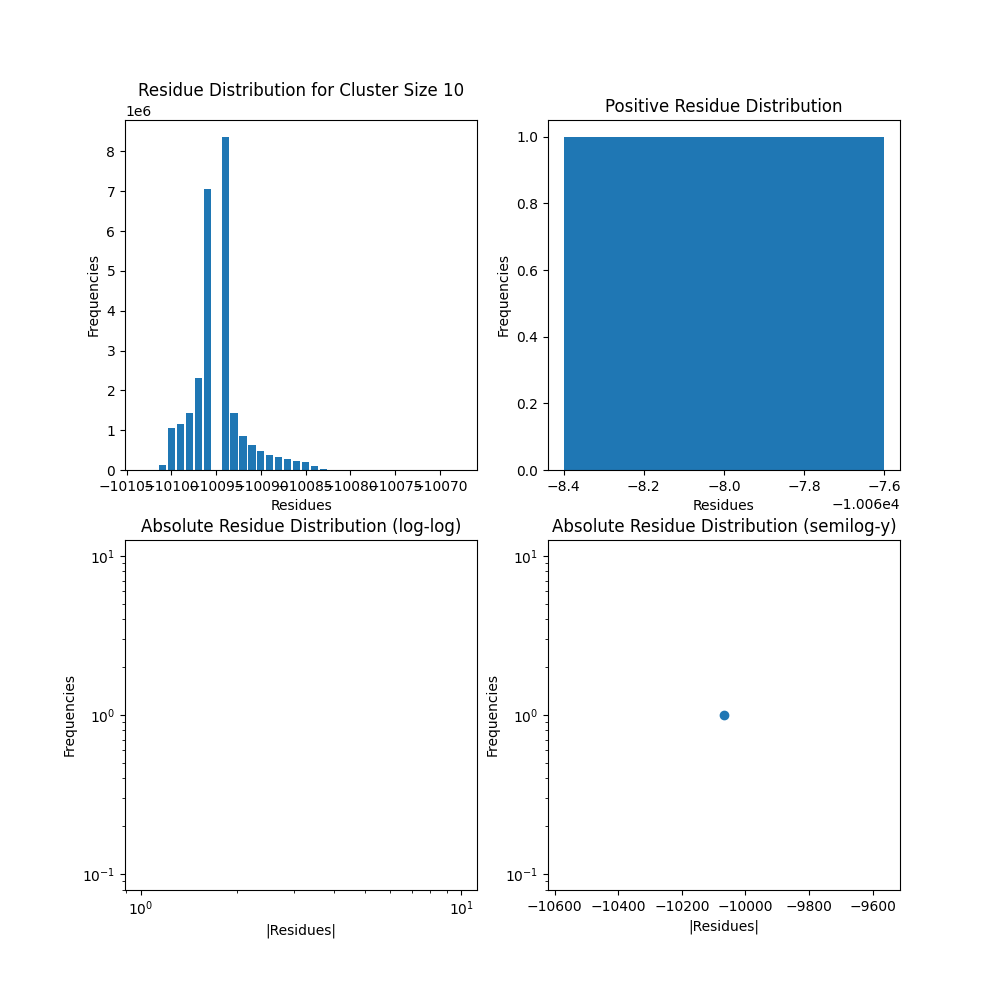 Residue Distribution for Cluster Size 10
1e6
8
7
6
5
4
3
2
1
0
Frequencies
−10105 −10100 −10095 −10090 −10085 −10080 −10075 −10070
Residues
Positive Residue Distribution
1.0
0.8
0.6
0.4
0.2
0.0
Frequencies
−8.4 −8.2 −8.0 −7.8 −7.6
Residues
−1.006e4
Absolute Residue Distribution (log-log)
10¹
10⁰
10⁻¹
Frequencies
10⁰ 10¹
|Residues|
Absolute Residue Distribution (semilog-y)
10¹
10⁰
10⁻¹
Frequencies
−10600 −10400 −10200 −10000 −9800 −9600
|Residues|